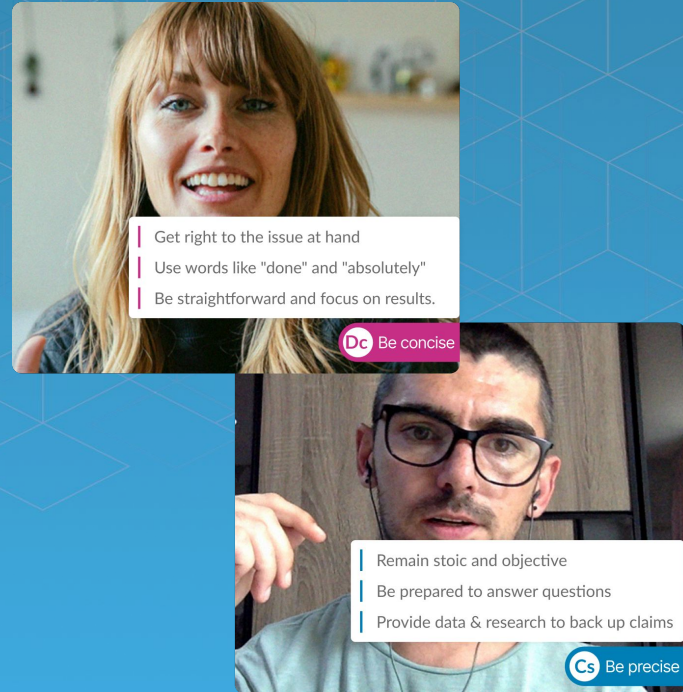 Get right to the issue at hand
Use words like "done" and "absolutely"
Be straightforward and focus on results.
Dc Be concise
Remain stoic and objective
Be prepared to answer questions
Provide data & research to back up claims
Cs Be precise